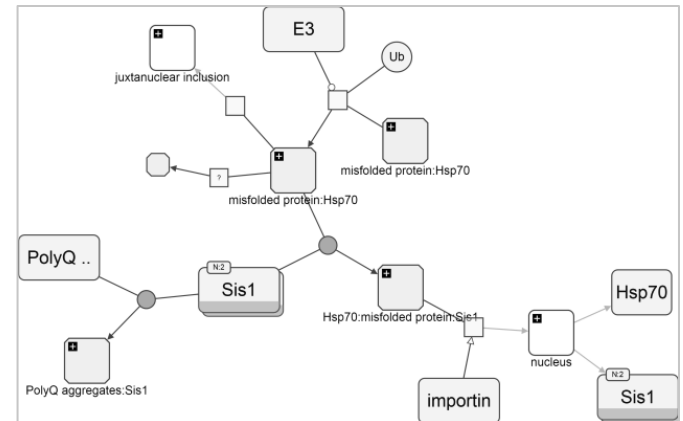 E3
Ub
juxtanuclear inclusion
misfolded protein:Hsp70
?
misfolded protein:Hsp70
PolyQ ..
N:2
Sis1
Hsp70:misfolded protein:Sis1
Hsp70
nucleus
PolyQ aggregates:Sis1
importin
N:2
Sis1